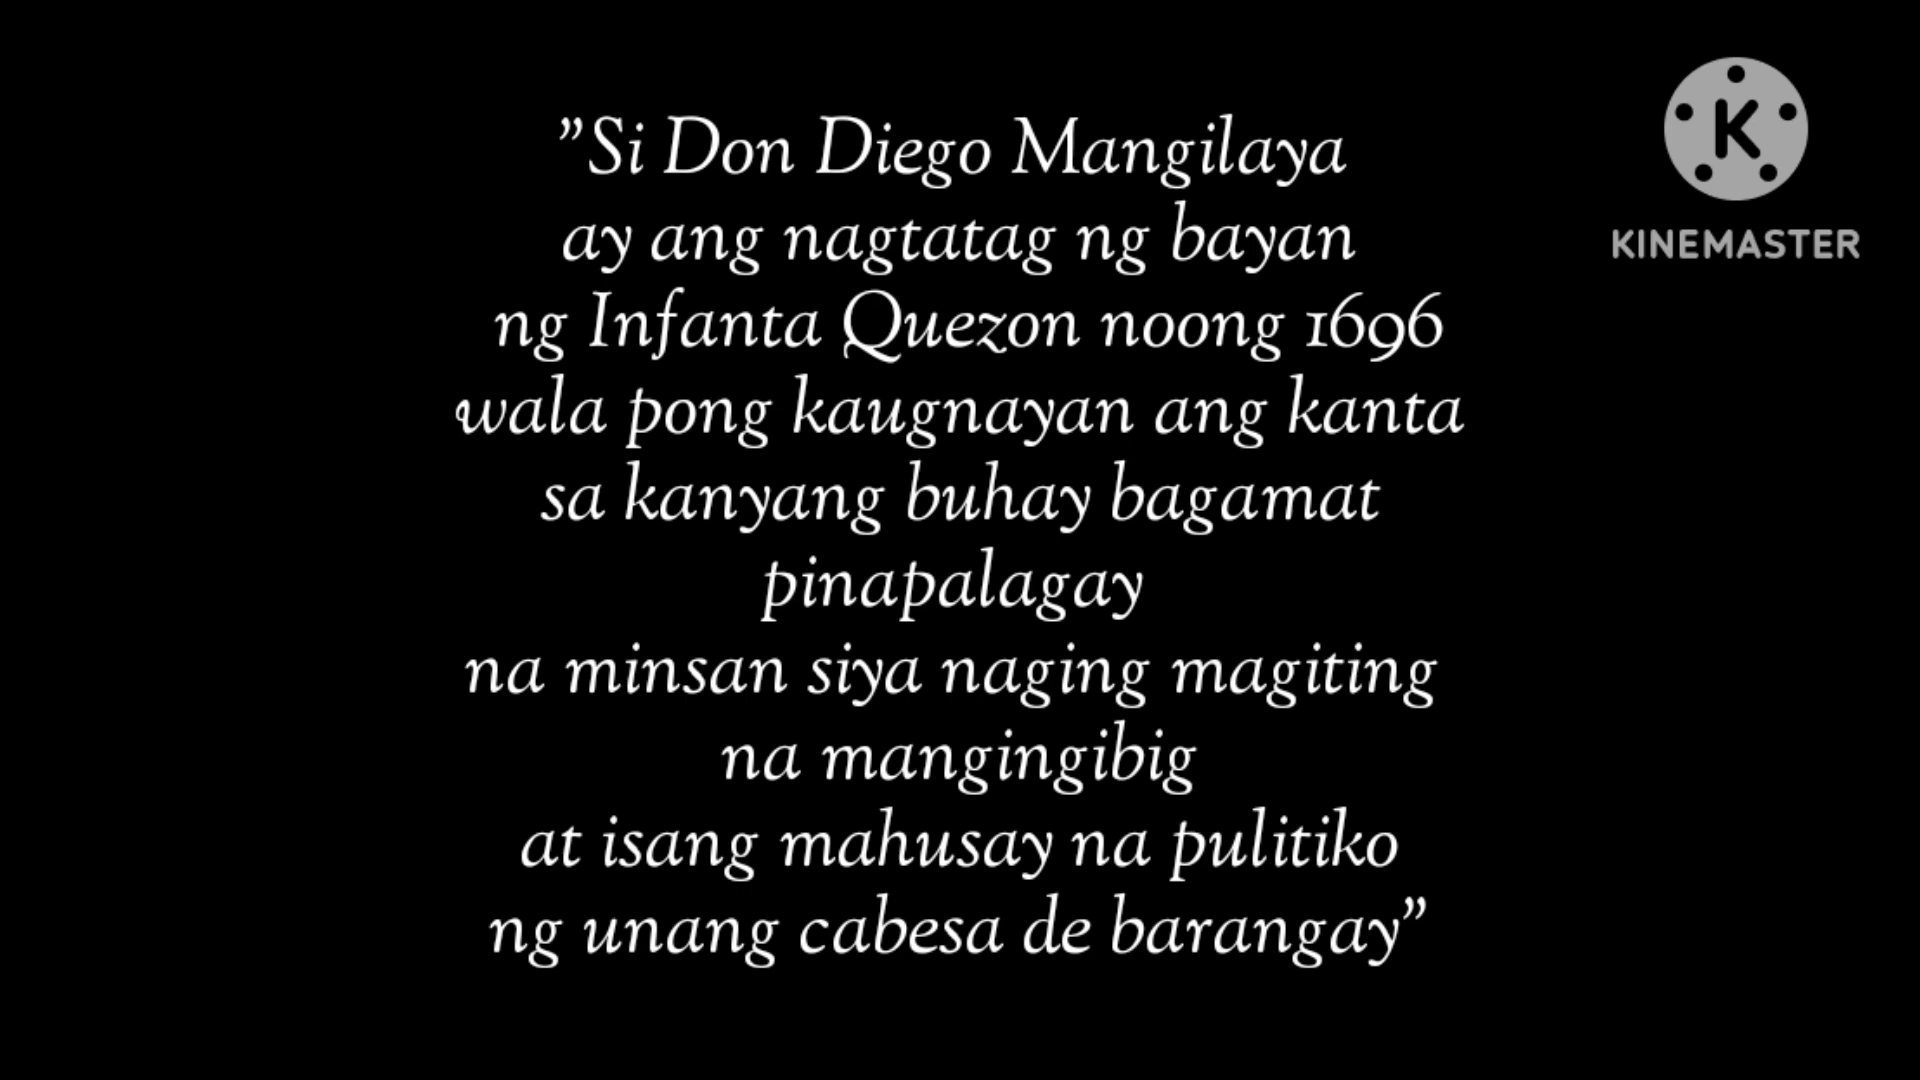 ”Si Don Diego Mangilaya
ay ang nagtatag ng bayan
ng Infanta Quezon noong 1696
wala pong kaugnayan ang kanta
sa kanyang buhay bagamat
pinapalagay
na minsan siya naging magiting
na mangingibig
at isang mahusay na pulitiko
ng unang cabesa de barangay”
K
KINEMASTER